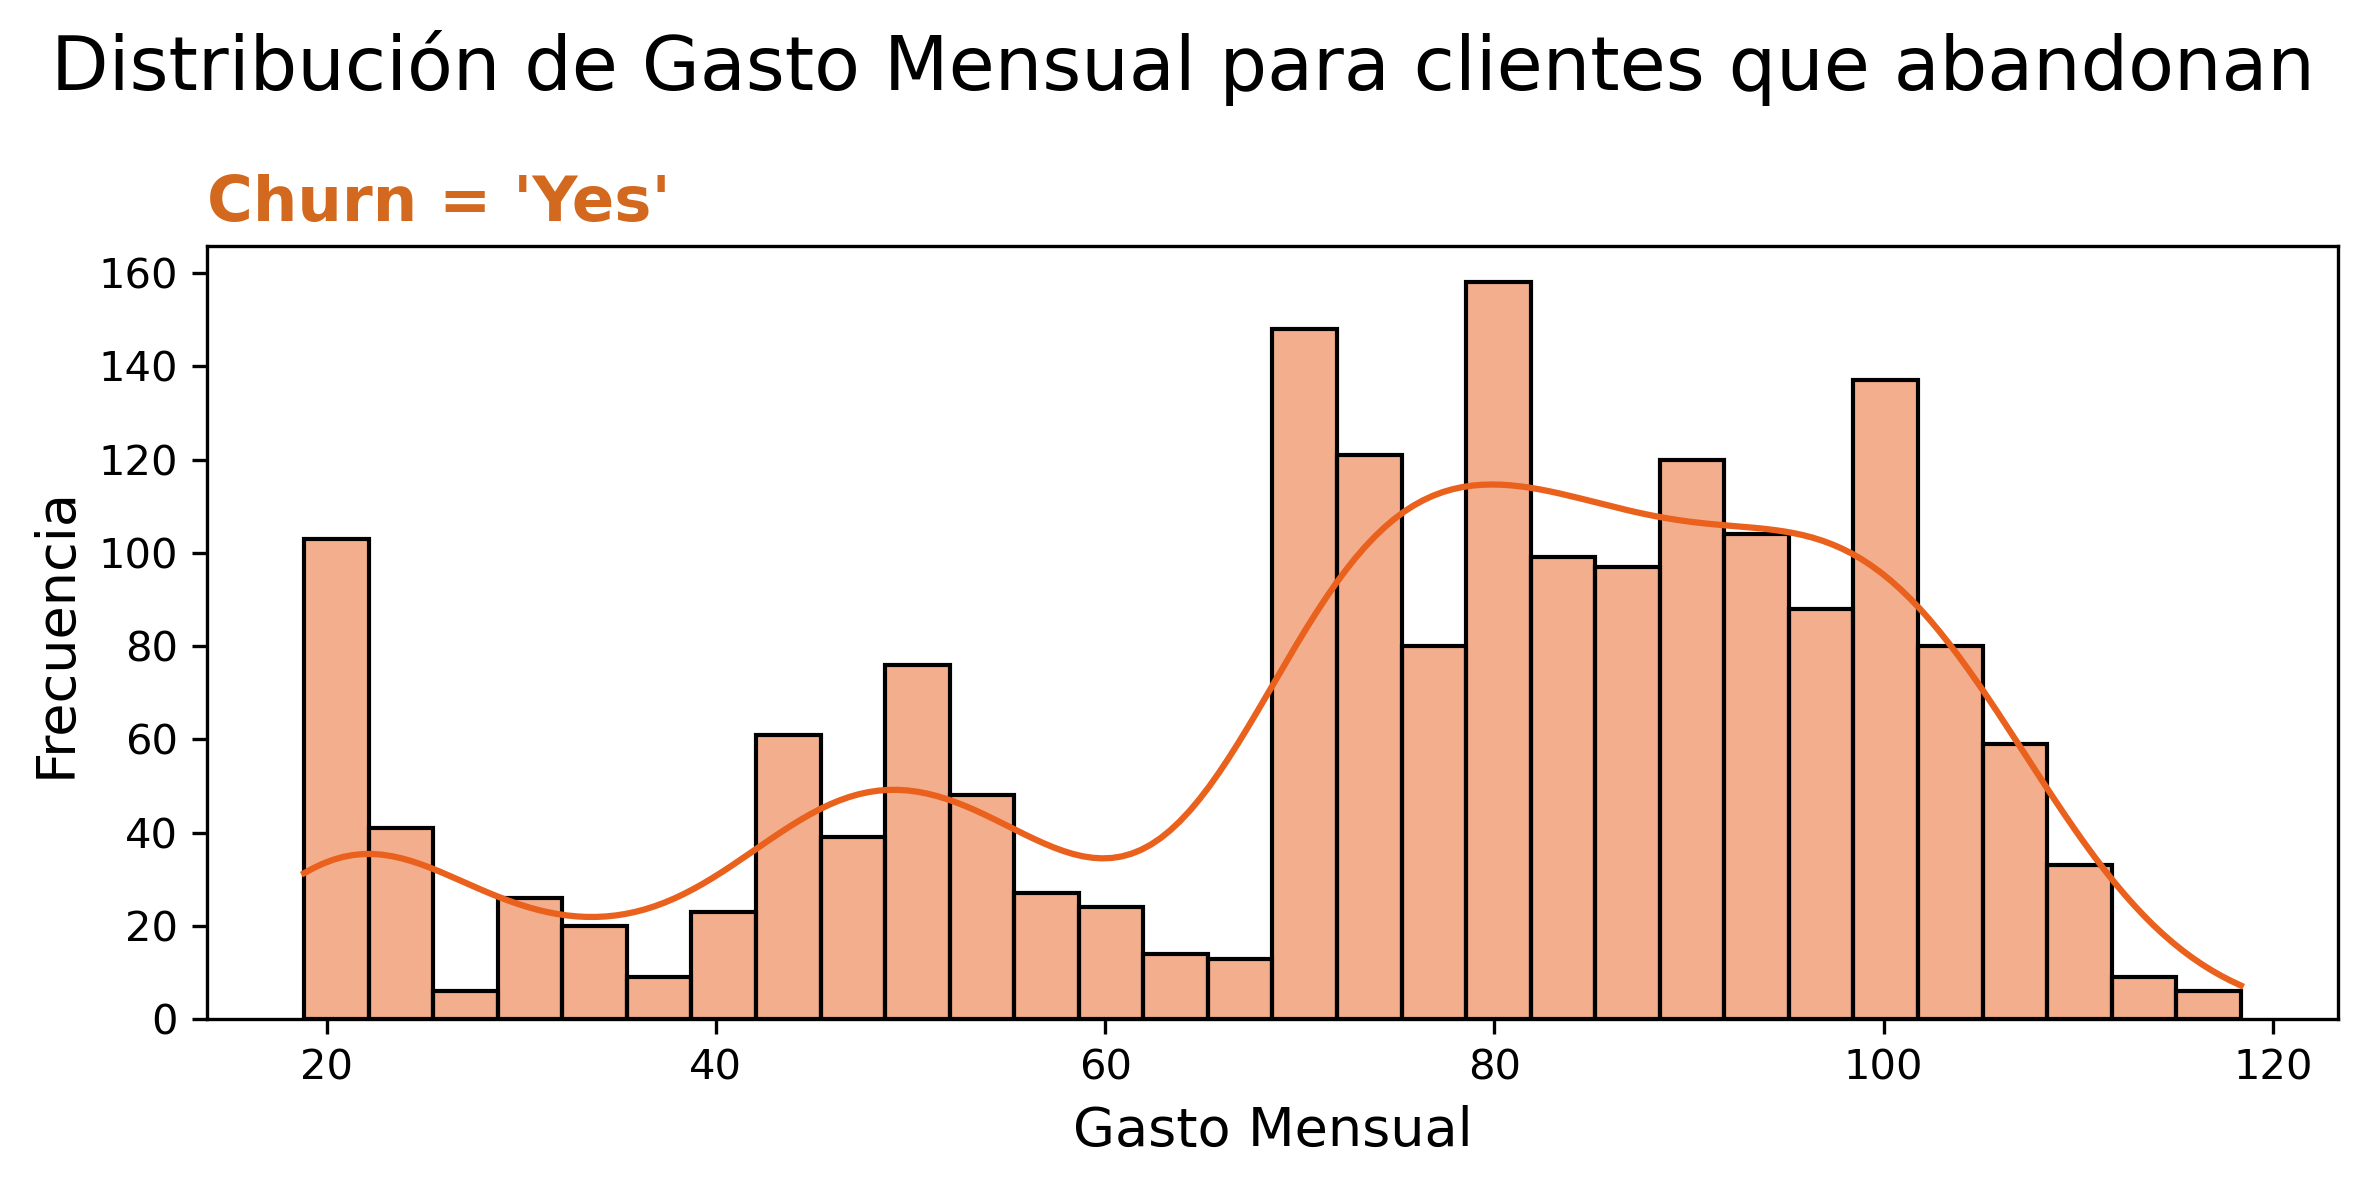 Distribución de Gasto Mensual para clientes que abandonan
Churn = 'Yes'
160
140
120
100
80
60
40
20
0
Frecuencia
20 40 60 80 100 120
Gasto Mensual